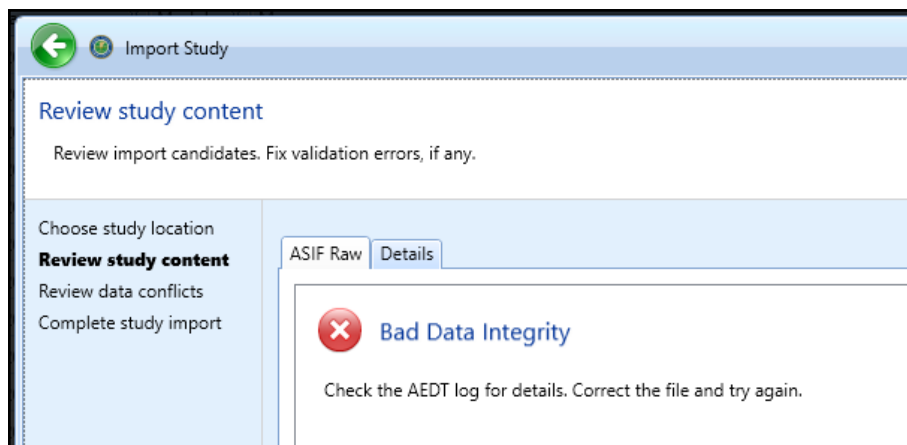 Import Study
Review study content
Review import candidates. Fix validation errors, if any.
Choose study location
Review study content
Review data conflicts
Complete study import
ASIF Raw
Details
Bad Data Integrity
Check the AEDT log for details. Correct the file and try again.